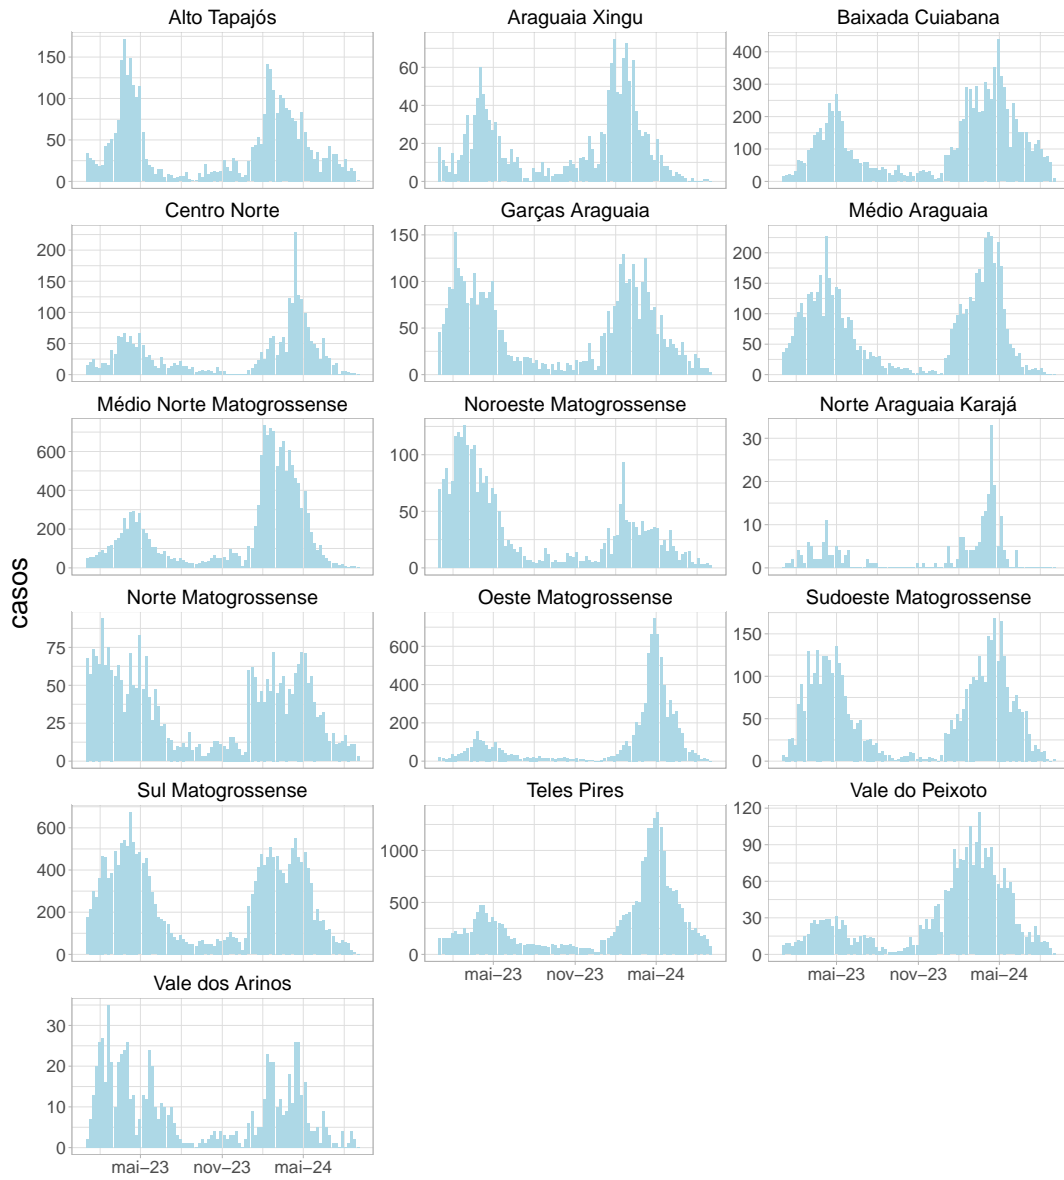 Alto Tapajós
Araguaia Xingu
Baixada Cuiabana
150
100
50
0
60
40
20
0
400
300
200
100
0
Centro Norte
Garças Araguaia
Médio Araguaia
200
150
100
50
0
150
100
50
0
200
150
100
50
0
Médio Norte Matogrossense
Noroeste Matogrossense
Norte Araguaia Karajá
600
400
200
0
100
50
0
30
20
10
0
casos
Norte Matogrossense
Oeste Matogrossense
Sudoeste Matogrossense
75
50
25
0
600
400
200
0
150
100
50
0
Sul Matogrossense
Teles Pires
Vale do Peixoto
600
400
200
0
1000
500
0
120
90
60
30
0
mai−23
nov−23
mai−24
mai−23
nov−23
mai−24
Vale dos Arinos
30
20
10
0
mai−23
nov−23
mai−24